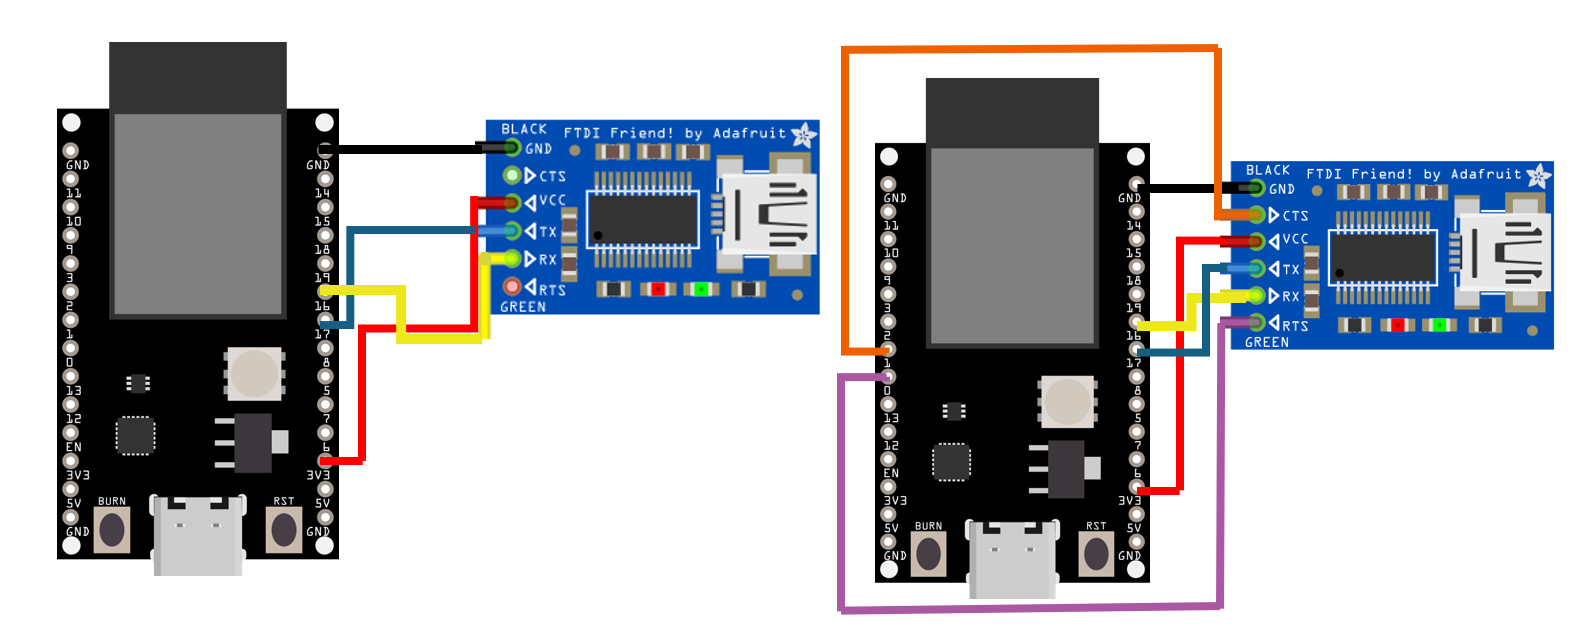 GND
11
10
9
3
2
1
0
13
12
EN
3V3
5V
GND
GND
14
15
18
19
16
17
8
5
7
6
3V3
5V
GND
BURN
RST
BLACK
FTDI Friend! by Adafruit
GND
CTS
VCC
TX
RX
RTS
GREEN
GND
11
10
9
3
2
1
0
13
12
EN
3V3
5V
GND
GND
14
15
18
19
16
17
8
5
7
6
3V3
5V
GND
BURN
RST
BLACK
FTDI Friend! by Adafruit
GND
CTS
VCC
TX
RX
RTS
GREEN